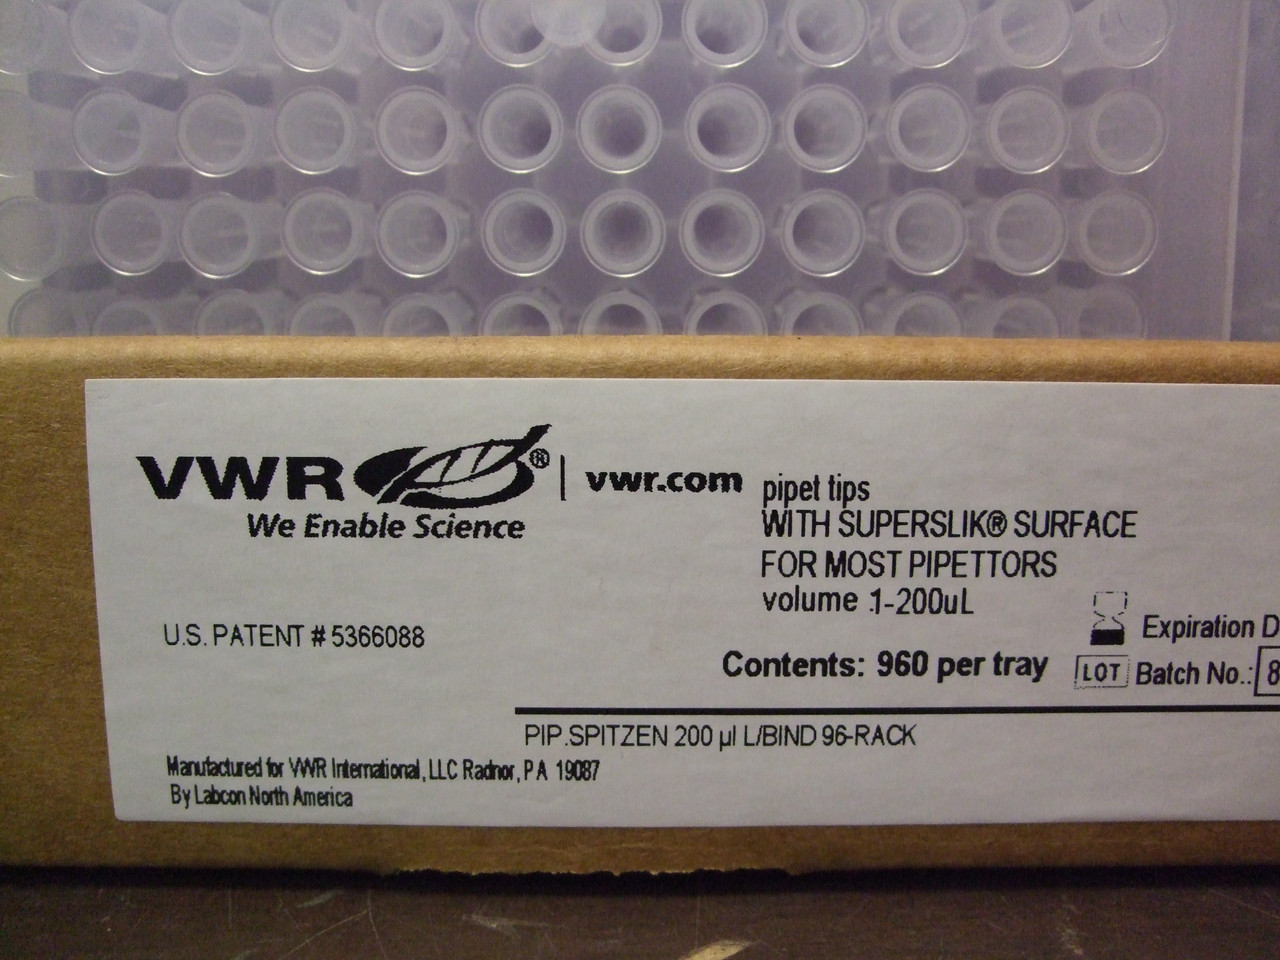 VWR® | vwr.com
We Enable Science
pipet tips
WITH SUPERSLIK® SURFACE
FOR MOST PIPETTORS
volume 1-200uL
U.S. PATENT # 5366088
Expiration D
Contents: 960 per tray
LOT Batch No.: 8
PIP.SPITZEN 200 µl L/BIND 96-RACK
Manufactured for VWR International, LLC Radnor, PA 19087
By Labcon North America